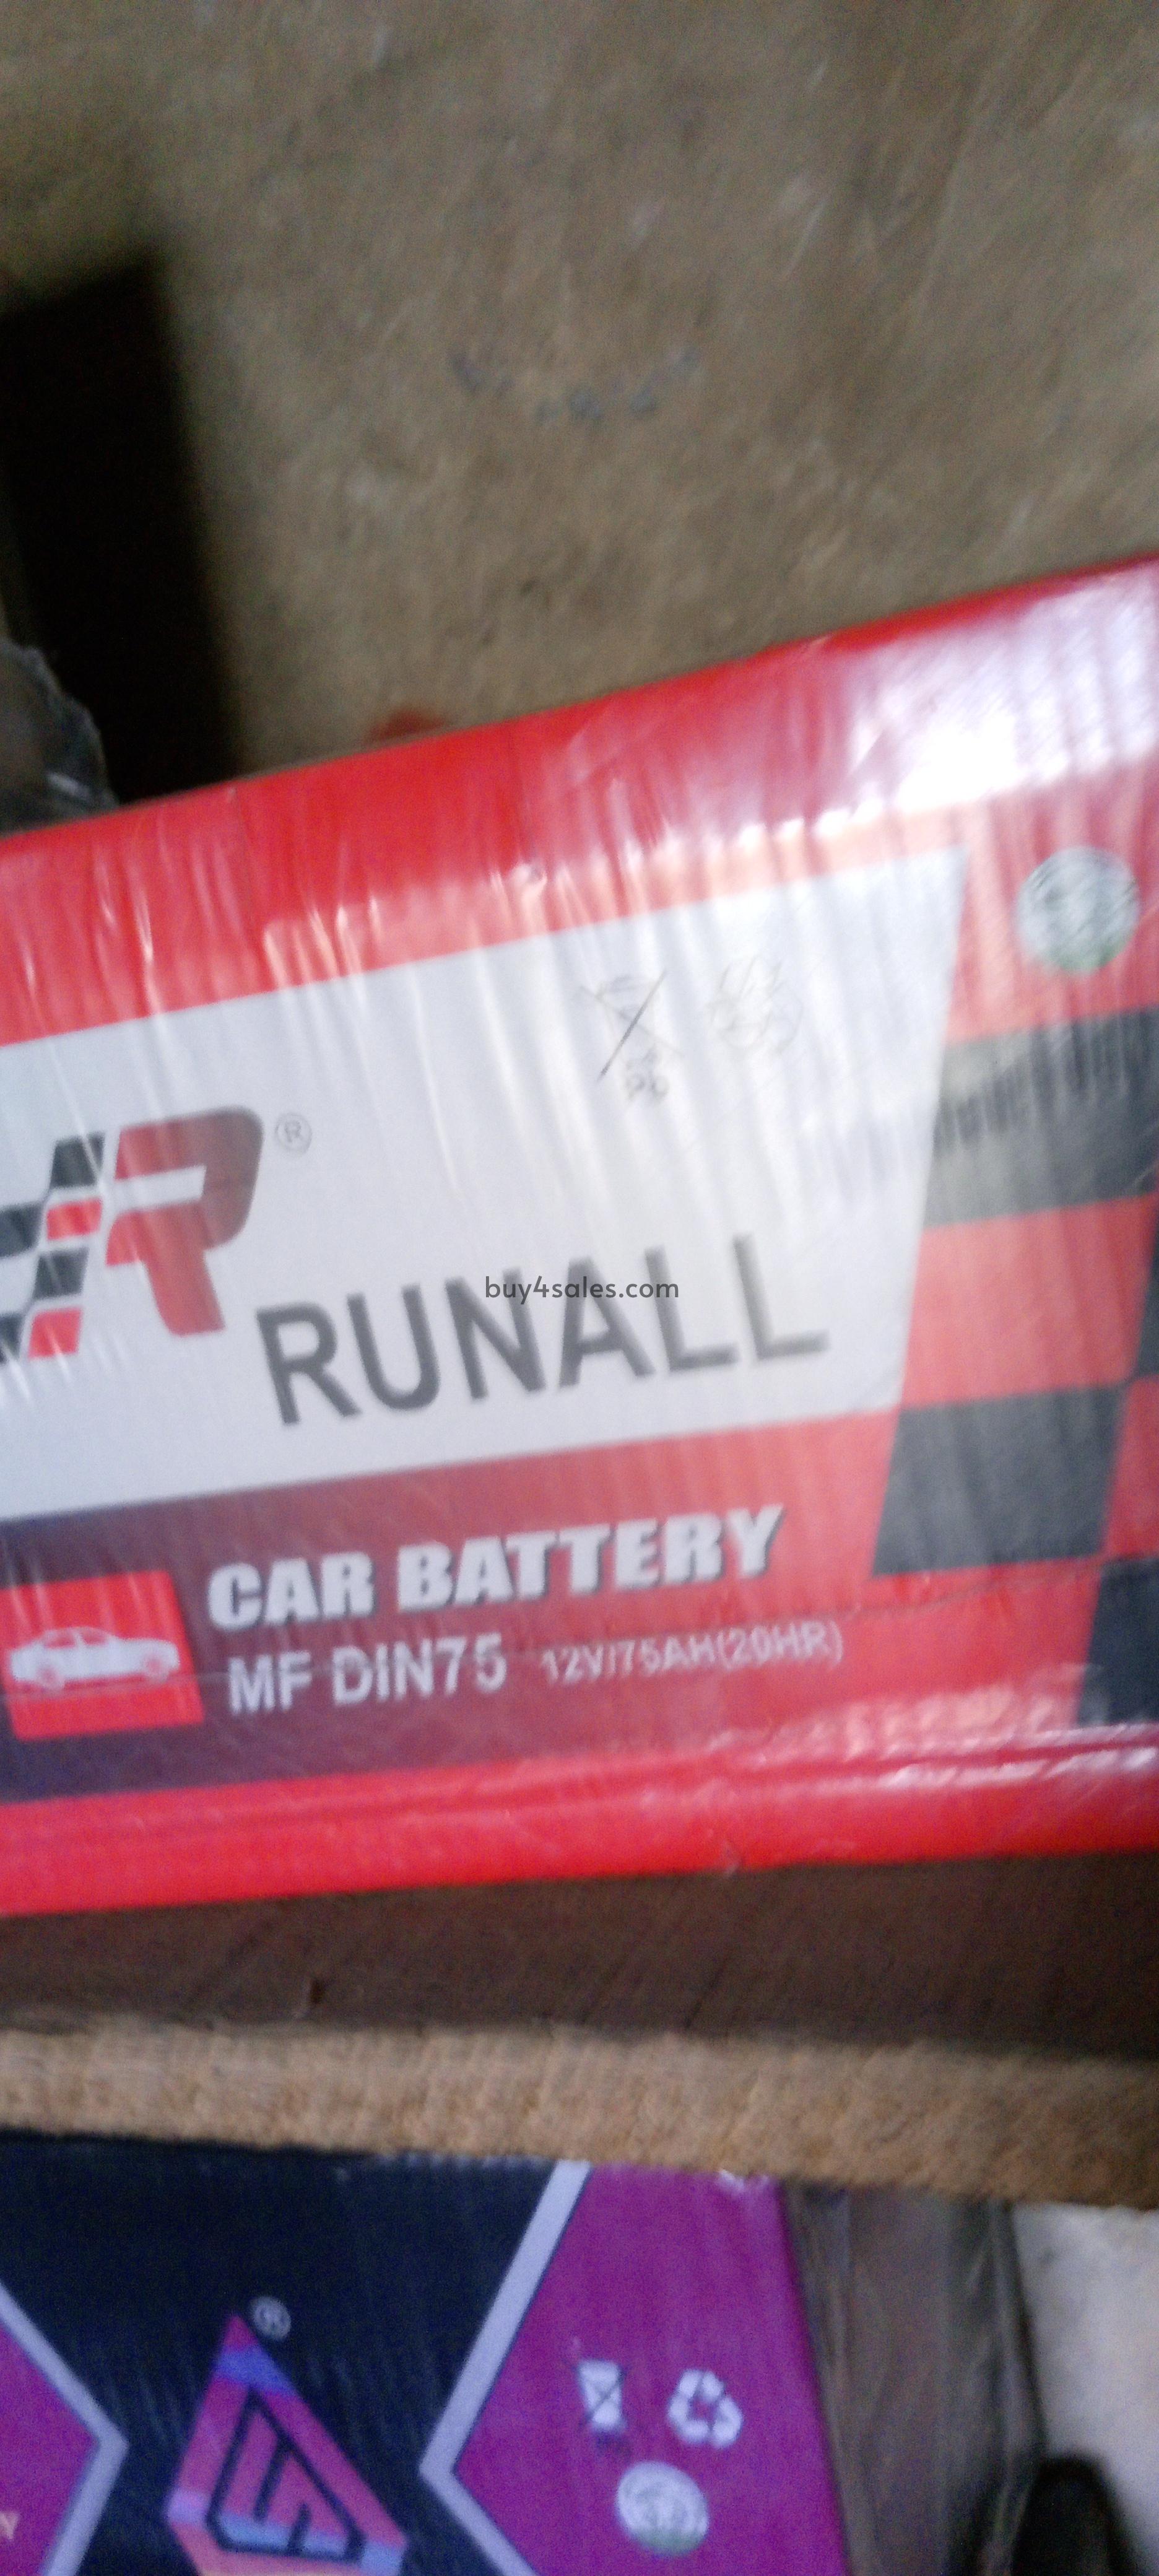 R®
RUNALL
buy4sales.com
CAR BATTERY
MF DIN75 12V/75AH(20HR)
®